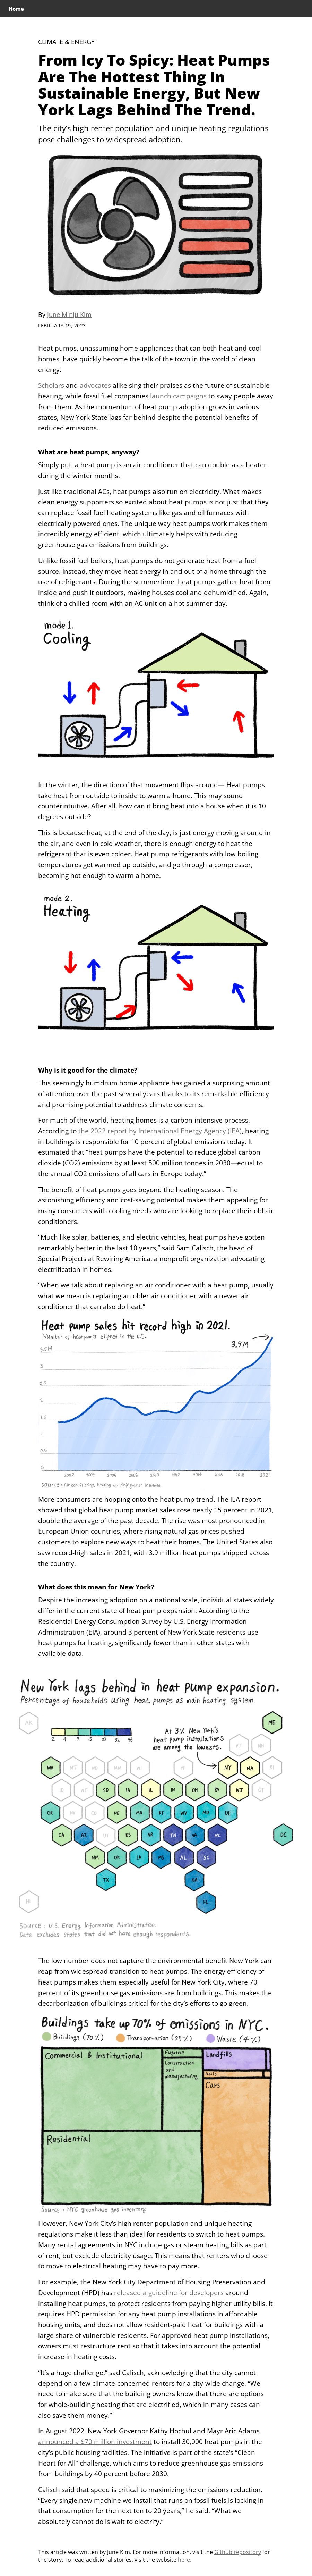 Home
CLIMATE & ENERGY
From Icy To Spicy: Heat Pumps
Are The Hottest Thing In
Sustainable Energy, But New
York Lags Behind The Trend.
The city's high renter population and unique heating regulations
pose challenges to widespread adoption.
By June Minju Kim
FEBRUARY 19, 2023
Heat pumps, unassuming home appliances that can both heat and cool
homes, have quickly become the talk of the town in the world of clean
energy.
Scholars and advocates alike sing their praises as the future of sustainable
heating, while fossil fuel companies launch campaigns to sway people away
from them. As the momentum of heat pump adoption grows in various
states, New York State lags far behind despite the potential benefits of
reduced emissions.
What are heat pumps, anyway?
Simply put, a heat pump is an air conditioner that can double as a heater
during the winter months.
Just like traditional ACs, heat pumps also run on electricity. What makes
clean energy supporters so excited about heat pumps is not just that they
can replace fossil fuel heating systems like gas and oil furnaces with
electrically powered ones. The unique way heat pumps work makes them
incredibly energy efficient, which ultimately helps with reducing
greenhouse gas emissions from buildings.
Unlike fossil fuel boilers, heat pumps do not generate heat from a fuel
source. Instead, they move heat energy in and out of a home through the
use of refrigerants. During the summertime, heat pumps gather heat from
inside and push it outdoors, making houses cool and dehumidified. Again,
think of a chilled room with an AC unit on a hot summer day.
mode 1.
Cooling
In the winter, the direction of that movement flips around— Heat pumps
take heat from outside to inside to warm a home. This may sound
counterintuitive. After all, how can it bring heat into a house when it is 10
degrees outside?
This is because heat, at the end of the day, is just energy moving around in
the air, and even in cold weather, there is enough energy to heat the
refrigerant that is even colder. Heat pump refrigerants with low boiling
temperatures get warmed up outside, and go through a compressor,
becoming hot enough to warm a home.
mode 2.
Heating
Why is it good for the climate?
This seemingly humdrum home appliance has gained a surprising amount
of attention over the past several years thanks to its remarkable efficiency
and promising potential to address climate concerns.
For much of the world, heating homes is a carbon-intensive process.
According to the 2022 report by International Energy Agency (IEA), heating
in buildings is responsible for 10 percent of global emissions today. It
estimated that "heat pumps have the potential to reduce global carbon
dioxide (CO2) emissions by at least 500 million tonnes in 2030—equal to
the annual CO2 emissions of all cars in Europe today."
The benefit of heat pumps goes beyond the heating season. The
astonishing efficiency and cost-saving potential makes them appealing for
many consumers with cooling needs who are looking to replace their old air
conditioners.
"Much like solar, batteries, and electric vehicles, heat pumps have gotten
remarkably better in the last 10 years," said Sam Calisch, the head of
Special Projects at Rewiring America, a nonprofit organization advocating
electrification in homes.
"When we talk about replacing an air conditioner with a heat pump, usually
what we mean is replacing an older air conditioner with a newer air
conditioner that can also do heat."
Heat pump sales hit record high in 2021.
Number of heat pumps shipped in the U.S.
3.9M
3.5M
3
2.5
2
1.5
1
0.5
0
2002 2004 2006 2008 2010 2012 2014 2016 2018 2021
Source: Air Conditioning, Heating and Refrigeration Institute.
More consumers are hopping onto the heat pump trend. The IEA report
showed that global heat pump market sales rose nearly 15 percent in 2021,
double the average of the past decade. The rise was most pronounced in
European Union countries, where rising natural gas prices pushed
customers to explore new ways to heat their homes. The United States also
saw record-high sales in 2021, with 3.9 million heat pumps shipped across
the country.
What does this mean for New York?
Despite the increasing adoption on a national scale, individual states widely
differ in the current state of heat pump expansion. According to the
Residential Energy Consumption Survey by U.S. Energy Information
Administration (EIA), around 3 percent of New York State residents use
heat pumps for heating, significantly fewer than in other states with
available data.
New York lags behind in heat pump expansion.
Percentage of households using heat pumps as main heating system.
AK ME
At 3% New York's
heat pump installations
are among the lowest.
VT NH
WA MT ND MN WI MI NY MA RI
ID WY SD IA IL IN OH PA NJ CT
OR NV CO NE MO KY WV MD DE
CA AZ UT KS AR TN VA NC DC
NM OK LA MS AL SC
TX GA
HI FL
Source: U.S. Energy Information Administration
Data excludes states that did not have enough respondents.
The low number does not capture the environmental benefit New York can
reap from widespread transition to heat pumps. The energy efficiency of
heat pumps makes them especially useful for New York City, where 70
percent of its greenhouse gas emissions are from buildings. This makes the
decarbonization of buildings critical for the city's efforts to go green.
Buildings take up 70% of emissions in NYC.
Buildings (70%) Transportation (25%) Waste (4%)
Commercial & Institutional
Fugitive
Construction
and
manufacturing
Landfills
Cars
Residential
Source: NYC greenhouse gas inventory
However, New York City's high renter population and unique heating
regulations make it less than ideal for residents to switch to heat pumps.
Many rental agreements in NYC include gas or steam heating bills as part
of rent, but exclude electricity usage. This means that renters who choose
to move to electrical heating may have to pay more.
For example, the New York City Department of Housing Preservation and
Development (HPD) has released a guideline for developers around
installing heat pumps, to protect residents from paying higher utility bills. It
requires HPD permission for any heat pump installations in affordable
housing units, and does not allow resident-paid heat for buildings with a
large share of vulnerable residents. For approved heat pump installations,
owners must restructure rent so that it takes into account the potential
increase in heating costs.
"It's a huge challenge." sad Calisch, acknowledging that the city cannot
depend on a few climate-concerned renters for a city-wide change. "We
need to make sure that the building owners know that there are options
for whole-building heating that are electrified, which in many cases can
also save them money."
In August 2022, New York Governor Kathy Hochul and Mayr Aric Adams
announced a $70 million investment to install 30,000 heat pumps in the
city's public housing facilities. The initiative is part of the state's "Clean
Heart for All" challenge, which aims to reduce greenhouse gas emissions
from buildings by 40 percent before 2030.
Calisch said that speed is critical to maximizing the emissions reduction.
"Every single new machine we install that runs on fossil fuels is locking in
that consumption for the next ten to 20 years," he said. "What we
absolutely cannot do is wait to electrify."
This article was written by June Kim. For more information, visit the Github repository for
the story. To read additional stories, visit the website here.